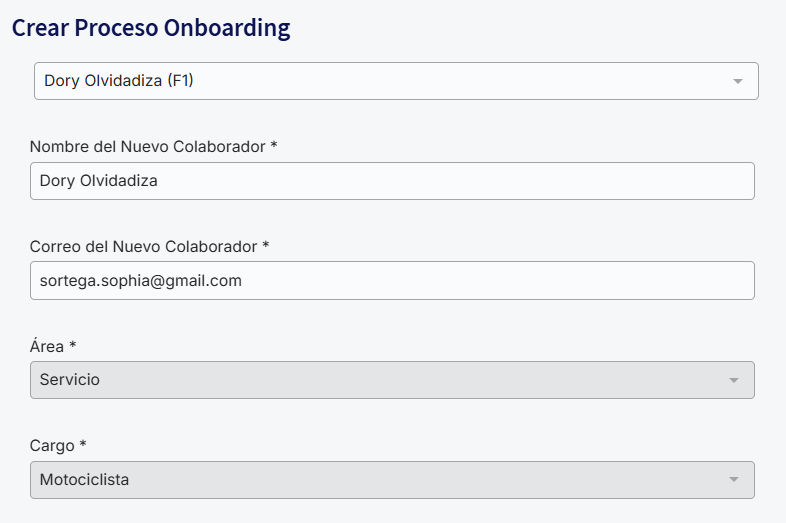 Crear Proceso Onboarding
Dory Olvidadiza (F1)
Nombre del Nuevo Colaborador *
Dory Olvidadiza
Correo del Nuevo Colaborador *
sortega.sophia@gmail.com
Área *
Servicio
Cargo *
Motociclista